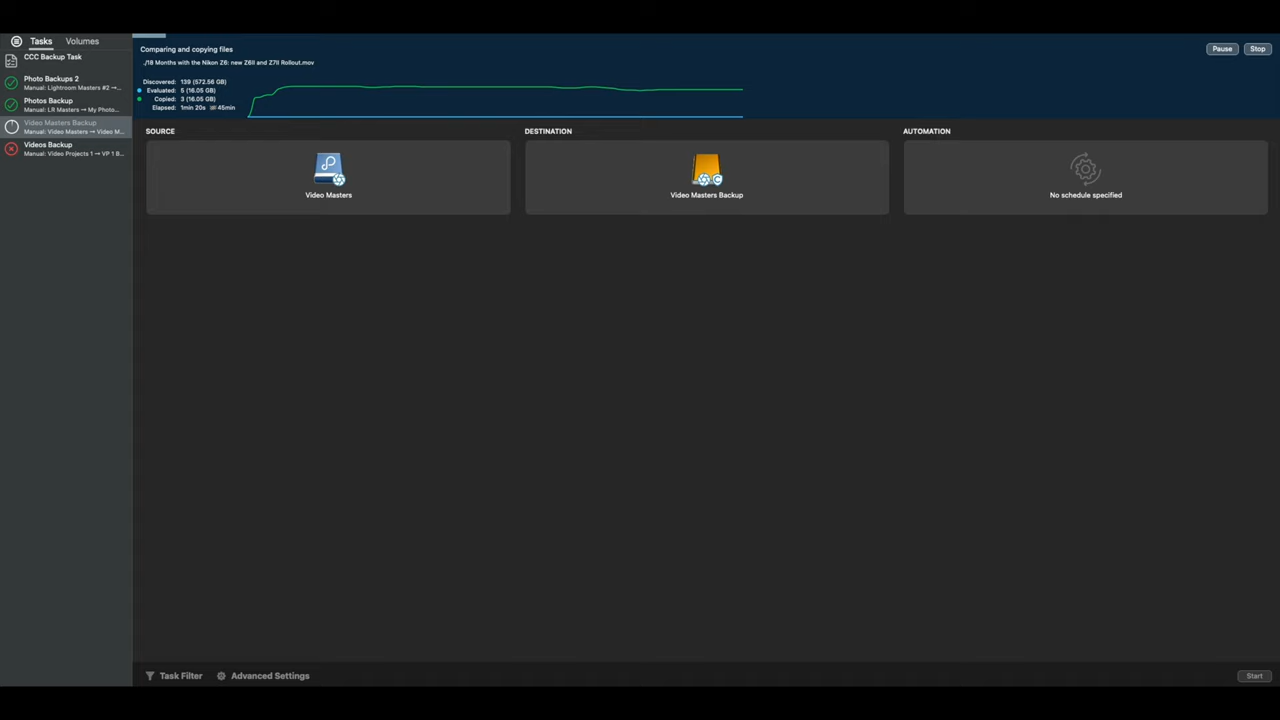 Tasks
Volumes
CCC Backup Task
Photo Backups 2
Manual: Lightroom Masters #2 →...
Photos Backup
Manual: LR Masters → My Photo...
Video Masters Backup
Manual: Video Masters → Video M...
Videos Backup
Manual: Video Projects 1 → VP 1 B...
Comparing and copying files
./18 Months with the Nikon Z6: new Z6II and Z7II Rollout.mov
Discovered: 139 (572.56 GB)
Evaluated: 5 (16.05 GB)
Copied: 3 (16.05 GB)
Elapsed: 1min 20s ≅ 45min
Pause
Stop
SOURCE
DESTINATION
AUTOMATION
Video Masters
Video Masters Backup
No schedule specified
Task Filter
Advanced Settings
Start